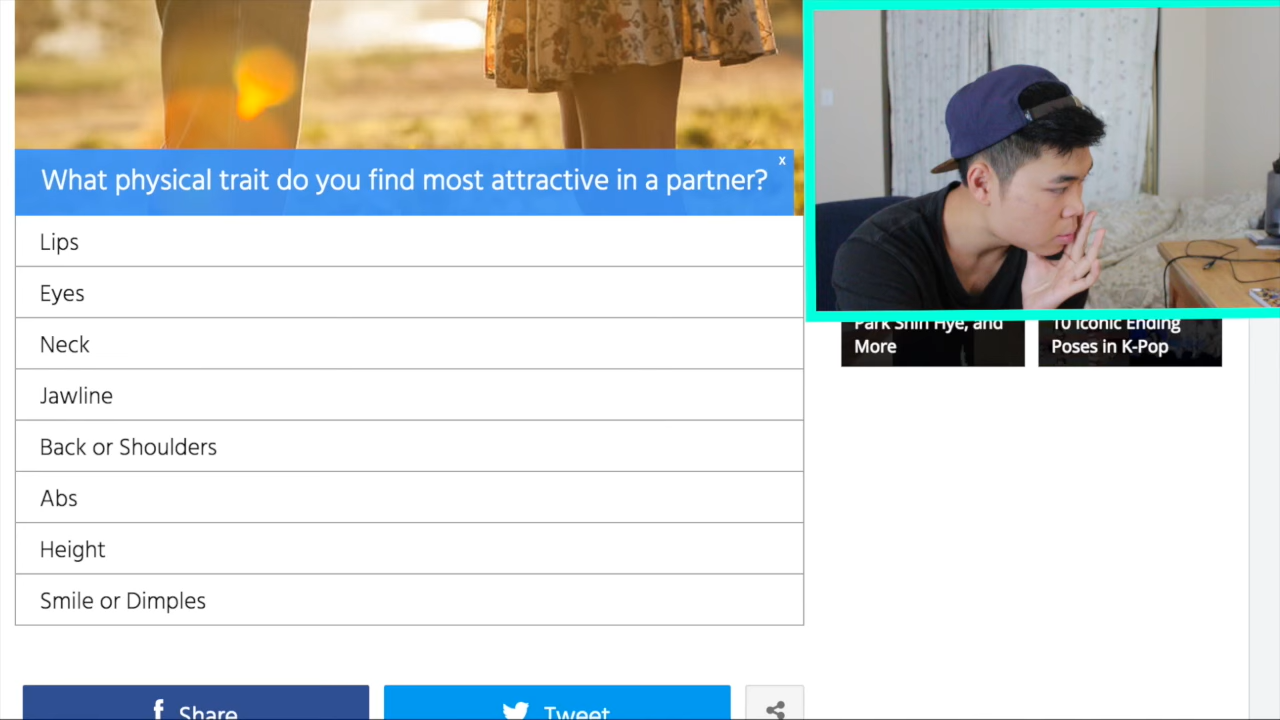 What physical trait do you find most attractive in a partner?
x
Lips
Eyes
Neck
Jawline
Back or Shoulders
Abs
Height
Smile or Dimples
Park Shin Hye, and
More
10 Iconic Ending
Poses in K-Pop
f Share
Tweet